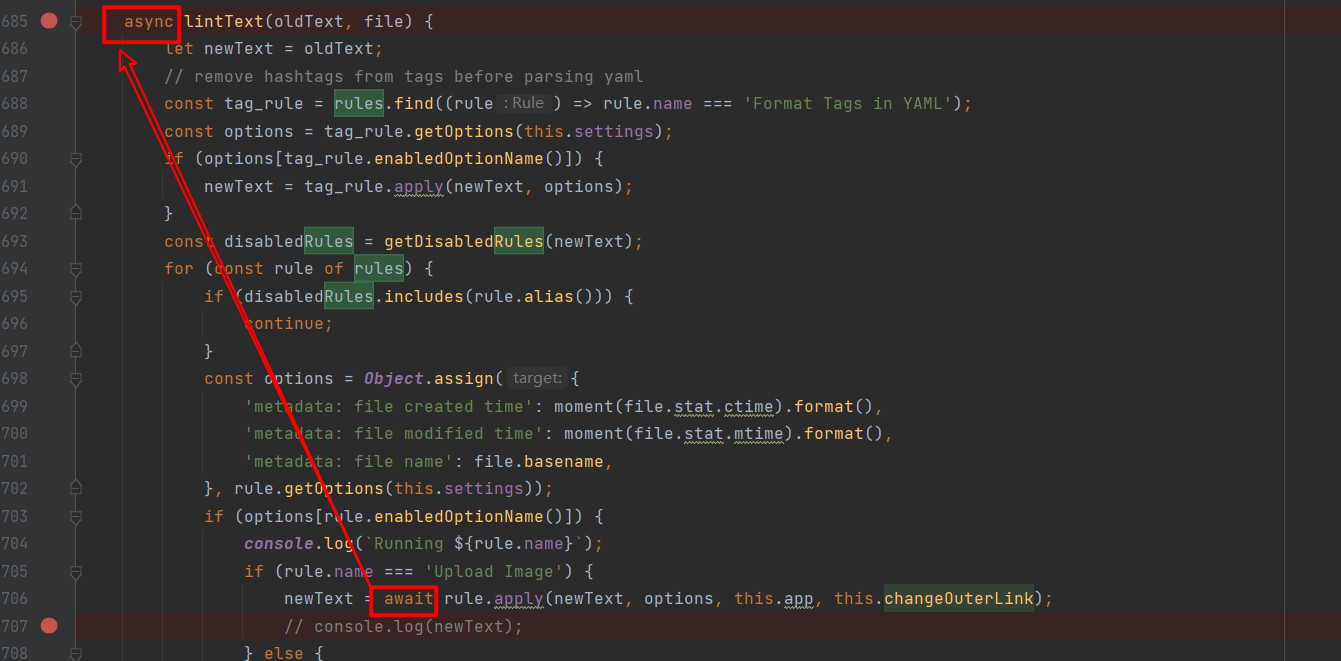 685 async lintText(oldText, file) {
686 let newText = oldText;
687 // remove hashtags from tags before parsing yaml
688 const tag_rule = rules.find((rule : Rule ) => rule.name === 'Format Tags in YAML');
689 const options = tag_rule.getOptions(this.settings);
690 if (options[tag_rule.enabledOptionName()]) {
691 newText = tag_rule.apply(newText, options);
692 }
693 const disabledRules = getDisabledRules(newText);
694 for (const rule of rules) {
695 if (disabledRules.includes(rule.alias())) {
696 continue;
697 }
698 const options = Object.assign( target: {
699 'metadata: file created time': moment(file.stat.ctime).format(),
700 'metadata: file modified time': moment(file.stat.mtime).format(),
701 'metadata: file name': file.basename,
702 }, rule.getOptions(this.settings));
703 if (options[rule.enabledOptionName()]) {
704 console.log(`Running ${rule.name}`);
705 if (rule.name === 'Upload Image') {
706 newText = await rule.apply(newText, options, this.app, this.changeOuterLink);
707 // console.log(newText);
708 } else {